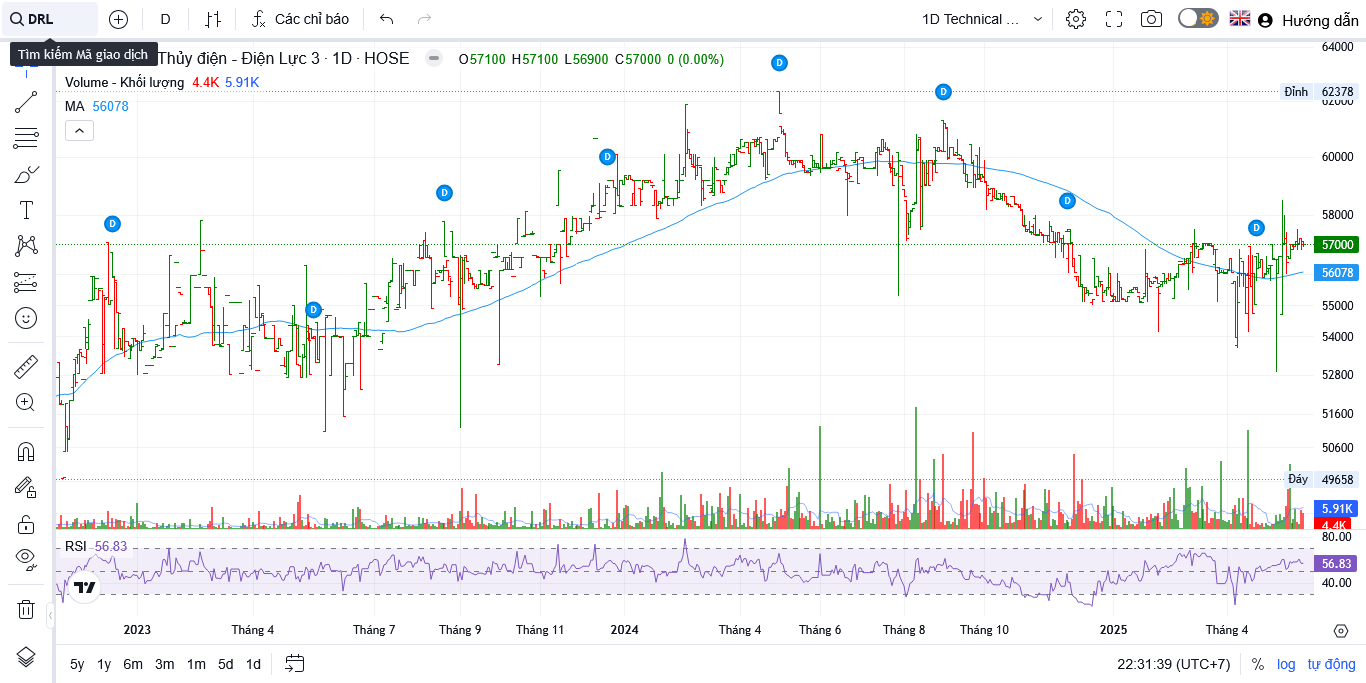 DRL
D
Các chỉ báo
1D Technical ...
Hướng dẫn
Tìm kiếm Mã giao dịch
Thủy điện - Điện Lực 3 · 1D · HOSE
O57100 H57100 L56900 C57000 0 (0.00%)
Volume - Khối lượng 4.4K 5.91K
MA 56078
64000
Đỉnh 62378
62000
60000
58000
57000
56078
55000
54000
52800
51600
50600
Đáy 49658
5.91K
4.4K
D
D
D
D
D
D
D
D
RSI 56.83
80.00
56.83
40.00
2023 Tháng 4 Tháng 7 Tháng 9 Tháng 11 2024 Tháng 4 Tháng 6 Tháng 8 Tháng 10 2025 Tháng 4
5y 1y 6m 3m 1m 5d 1d
22:31:39 (UTC+7) % log tự động